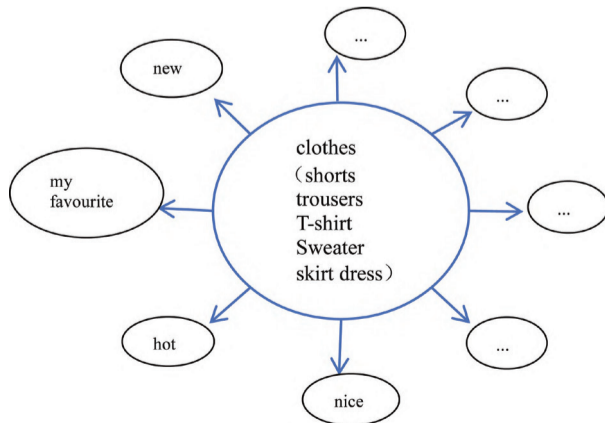 ...
new
...
clothes
（shorts
trousers
T-shirt
Sweater
skirt dress）
my
favourite
...
hot
...
nice